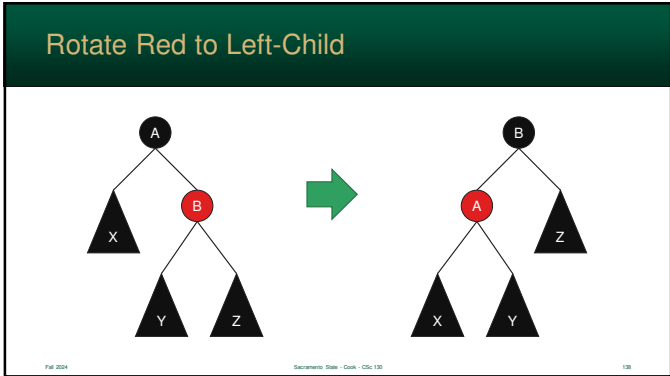 Rotate Red to Left-Child
A
B
X
B
A
Z
Y
Z
X
Y
Fall 2024
Sacramento State - Cook - CSc 130
138